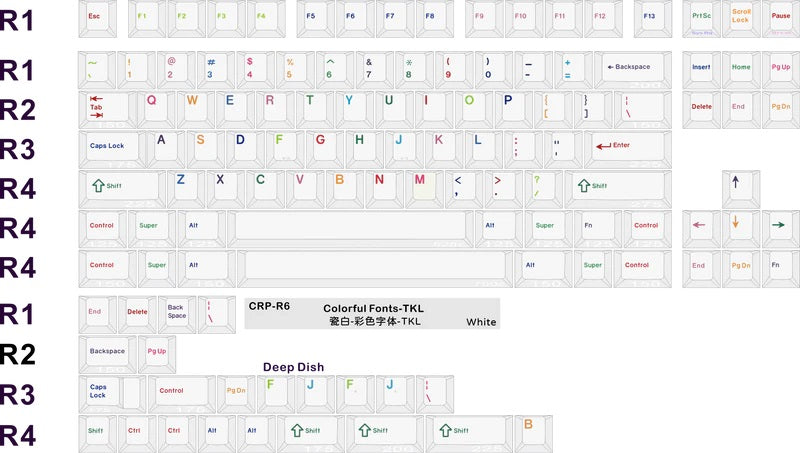 R1 Esc F1 F2 F3 F4 F5 F6 F7 F8 F9 F10 F11 F12 F13 Prt Sc Scroll Lock Pause
R1 ~ ` ! 1 @ 2 # 3 $ 4 % 5 ^ 6 & 7 * 8 ( 9 ) 0 – - + = ← Backspace Insert Home Pg Up
R2 Tab Q W E R T Y U I O P { [ } ] ¦ \ Delete End Pg Dn
R3 Caps Lock A S D F G H J K L : ; " ' Enter
R4 Shift Z X C V B N M < , > . ? / Shift ↑
R4 Control Super Alt Alt Super Fn Control ← ↓ →
R4 Control Super Alt Alt Super Control End Pg Dn Fn
R1 End Delete Back Space ¦ \
CRP-R6 Colorful Fonts-TKL
瓷白-彩色字体-TKL White
R2 Backspace Pg Up
Deep Dish
R3 Caps Lock Control Pg Dn F J F J ¦ \
R4 Shift Ctrl Ctrl Alt Alt Shift Shift Shift B